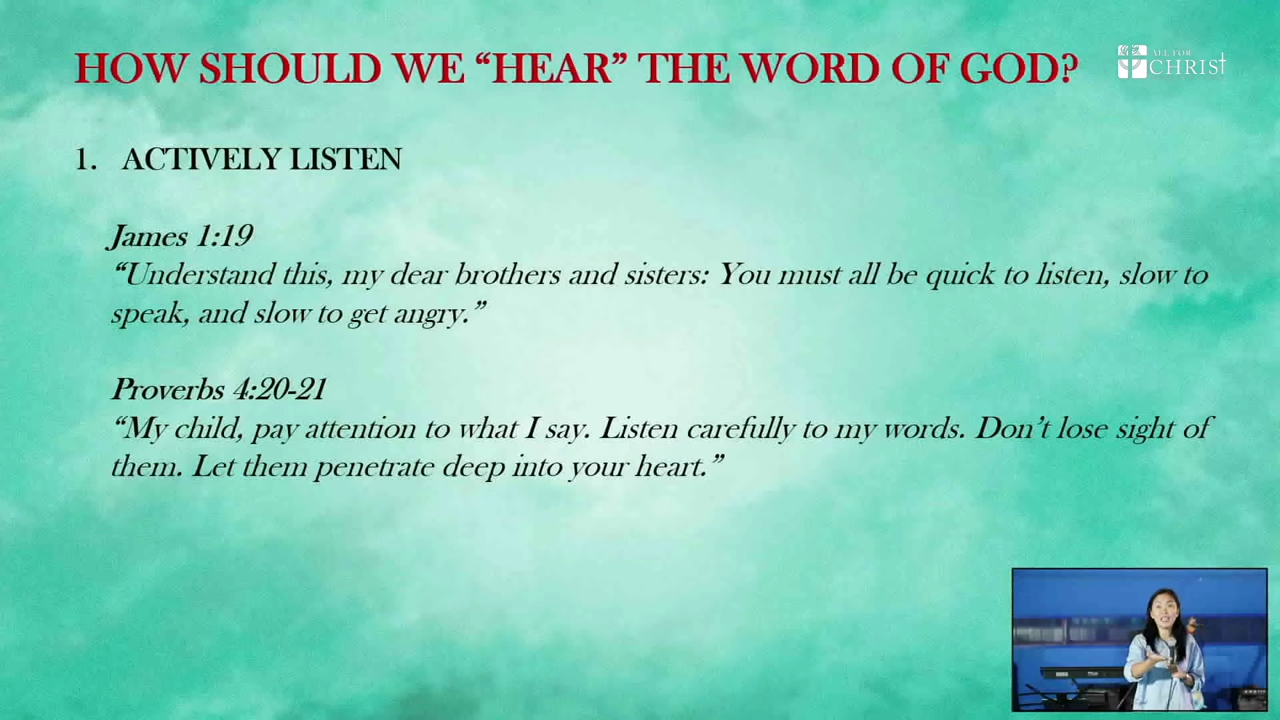 HOW SHOULD WE “HEAR” THE WORD OF GOD?
ALL FOR
CHRIST
1. ACTIVELY LISTEN
James 1:19
“Understand this, my dear brothers and sisters: You must all be quick to listen, slow to
speak, and slow to get angry.”
Proverbs 4:20-21
“My child, pay attention to what I say. Listen carefully to my words. Don’t lose sight of
them. Let them penetrate deep into your heart.”